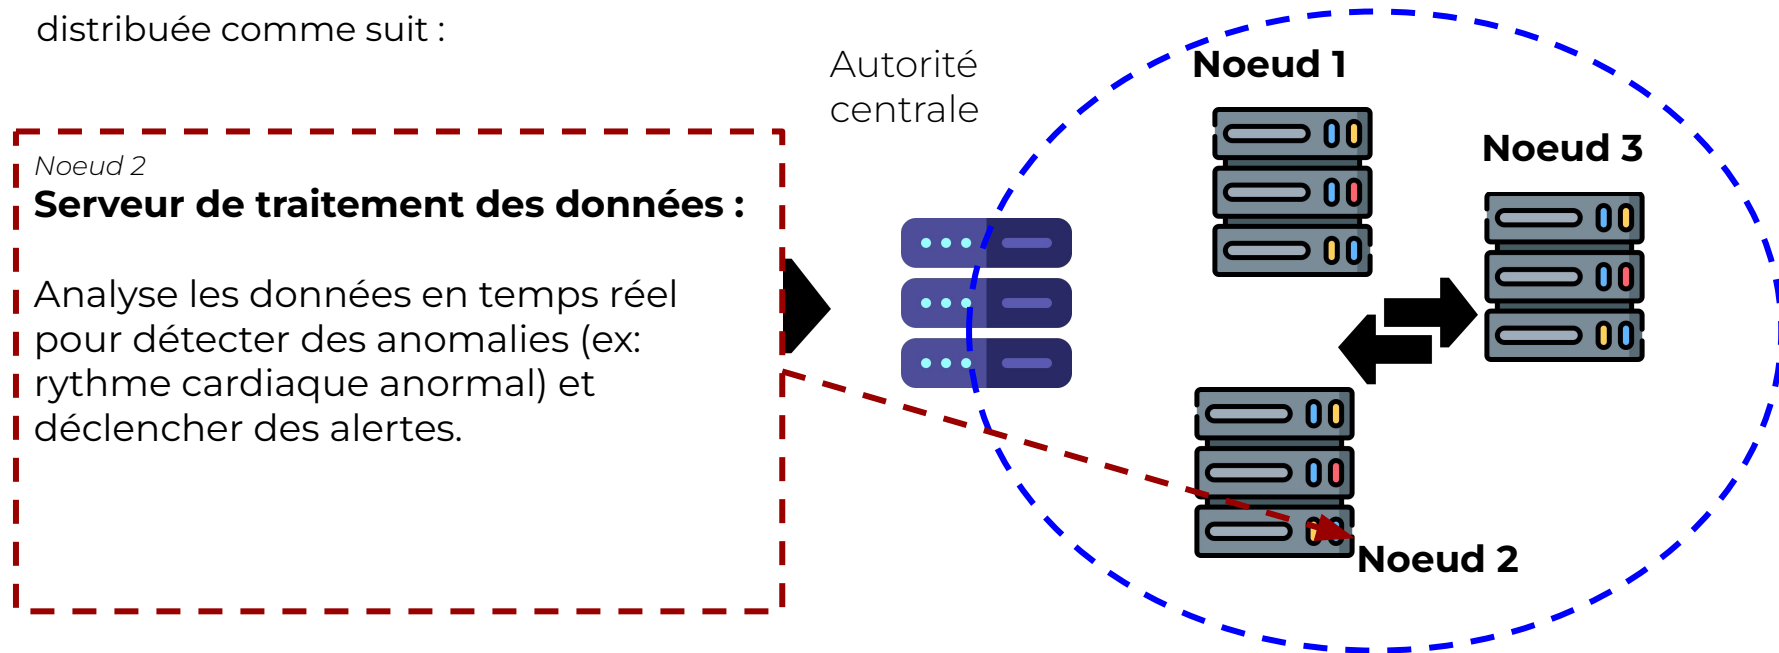 distribuée comme suit :
Autorité
centrale
Noeud 1
Noeud 3
Noeud 2
Serveur de traitement des données :
Analyse les données en temps réel
pour détecter des anomalies (ex:
rythme cardiaque anormal) et
déclencher des alertes.
Noeud 2